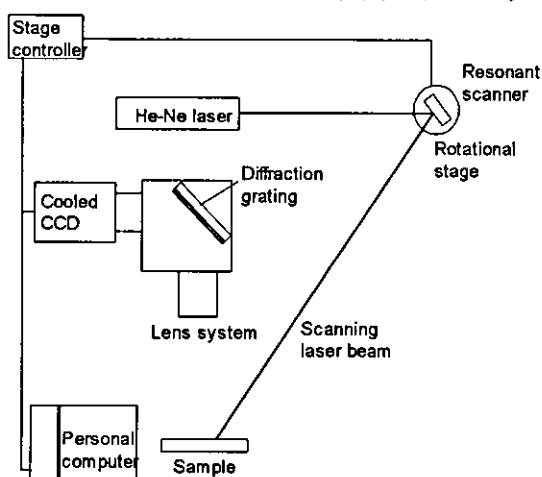 Stage
controller
Resonant
scanner
He-Ne laser
Rotational
stage
Diffraction
grating
Cooled
CCD
Lens system
Scanning
laser beam
Personal
computer
Sample